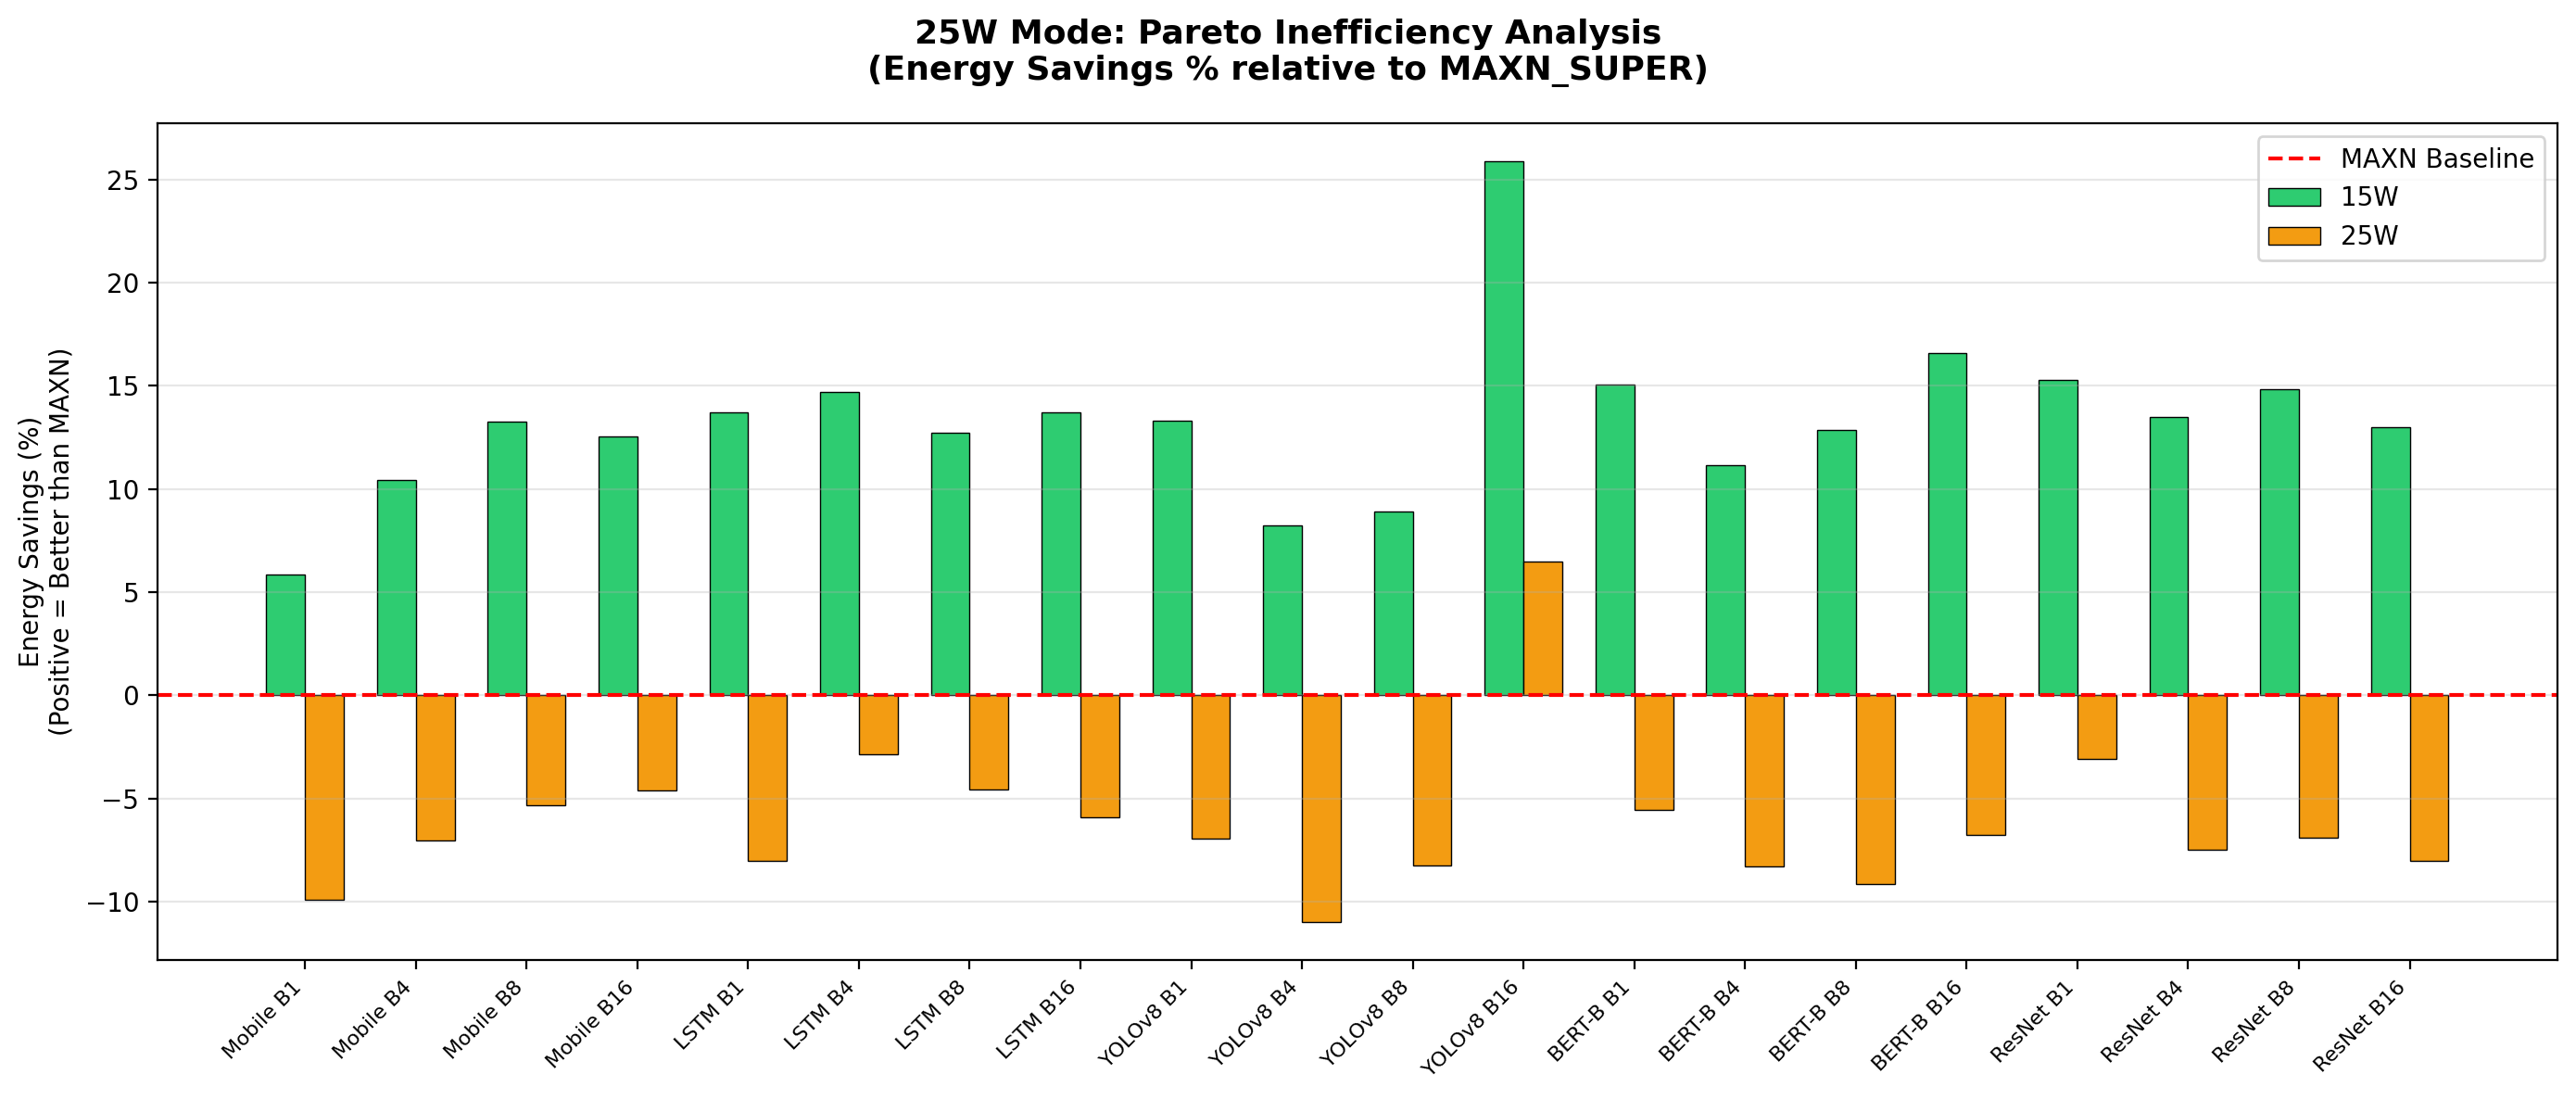 25W Mode: Pareto Inefficiency Analysis
(Energy Savings % relative to MAXN_SUPER)
Energy Savings (%)
(Positive = Better than MAXN)
25
20
15
10
5
0
−5
−10
MAXN Baseline
15W
25W
Mobile B1
Mobile B4
Mobile B8
Mobile B16
LSTM B1
LSTM B4
LSTM B8
LSTM B16
YOLOv8 B1
YOLOv8 B4
YOLOv8 B8
YOLOv8 B16
BERT-B B1
BERT-B B4
BERT-B B8
BERT-B B16
ResNet B1
ResNet B4
ResNet B8
ResNet B16